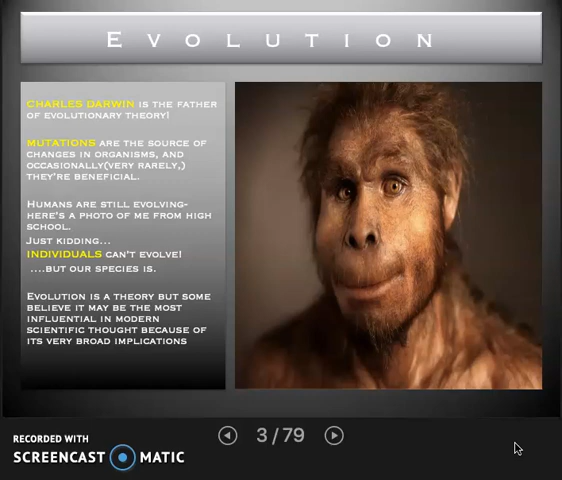 Evolution
Charles Darwin is the father
of evolutionary theory!
Mutations are the source of
changes in organisms, and
occasionally(very rarely,)
they're beneficial.
Humans are still evolving-
here's a photo of me from high
school.
Just kidding...
Individuals can't evolve!
....but our species is.
Evolution is a theory but some
believe it may be the most
influential in modern
scientific thought because of
its very broad implications
3 / 79
RECORDED WITH
SCREENCAST MATIC